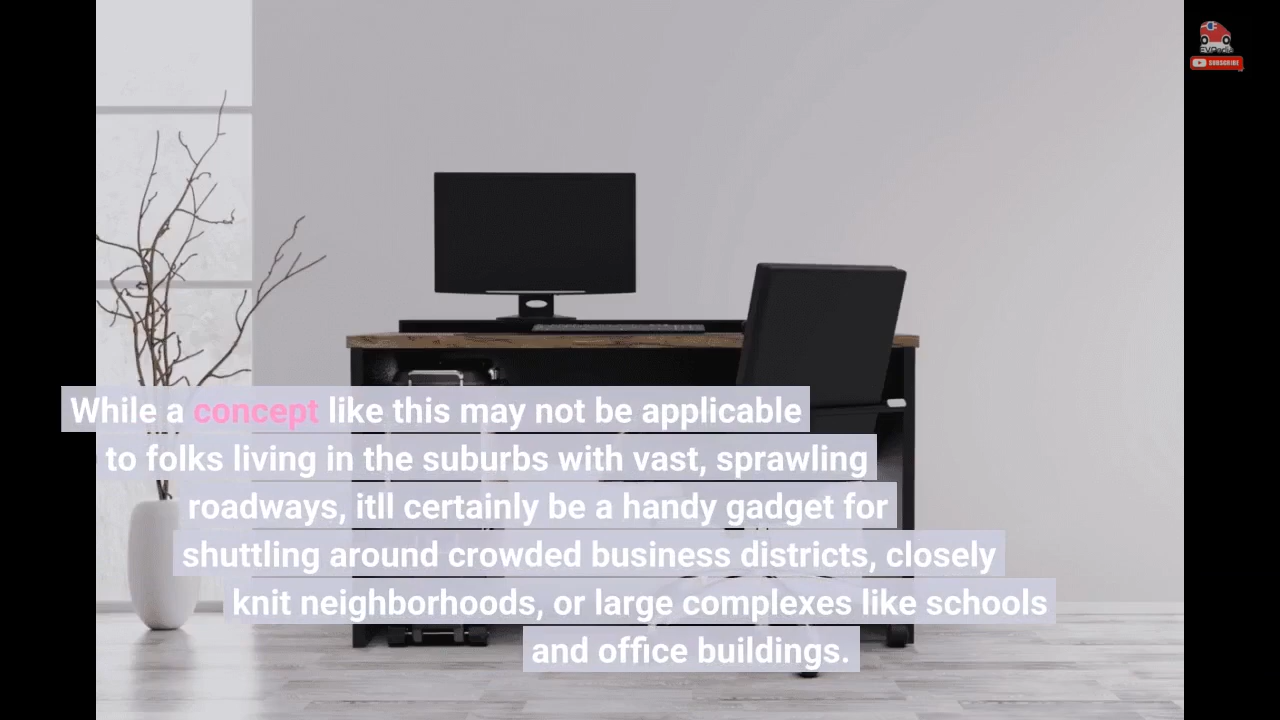 EVPedia
SUBSCRIBE
While a concept like this may not be applicable
to folks living in the suburbs with vast, sprawling
roadways, itll certainly be a handy gadget for
shuttling around crowded business districts, closely
knit neighborhoods, or large complexes like schools
and office buildings.